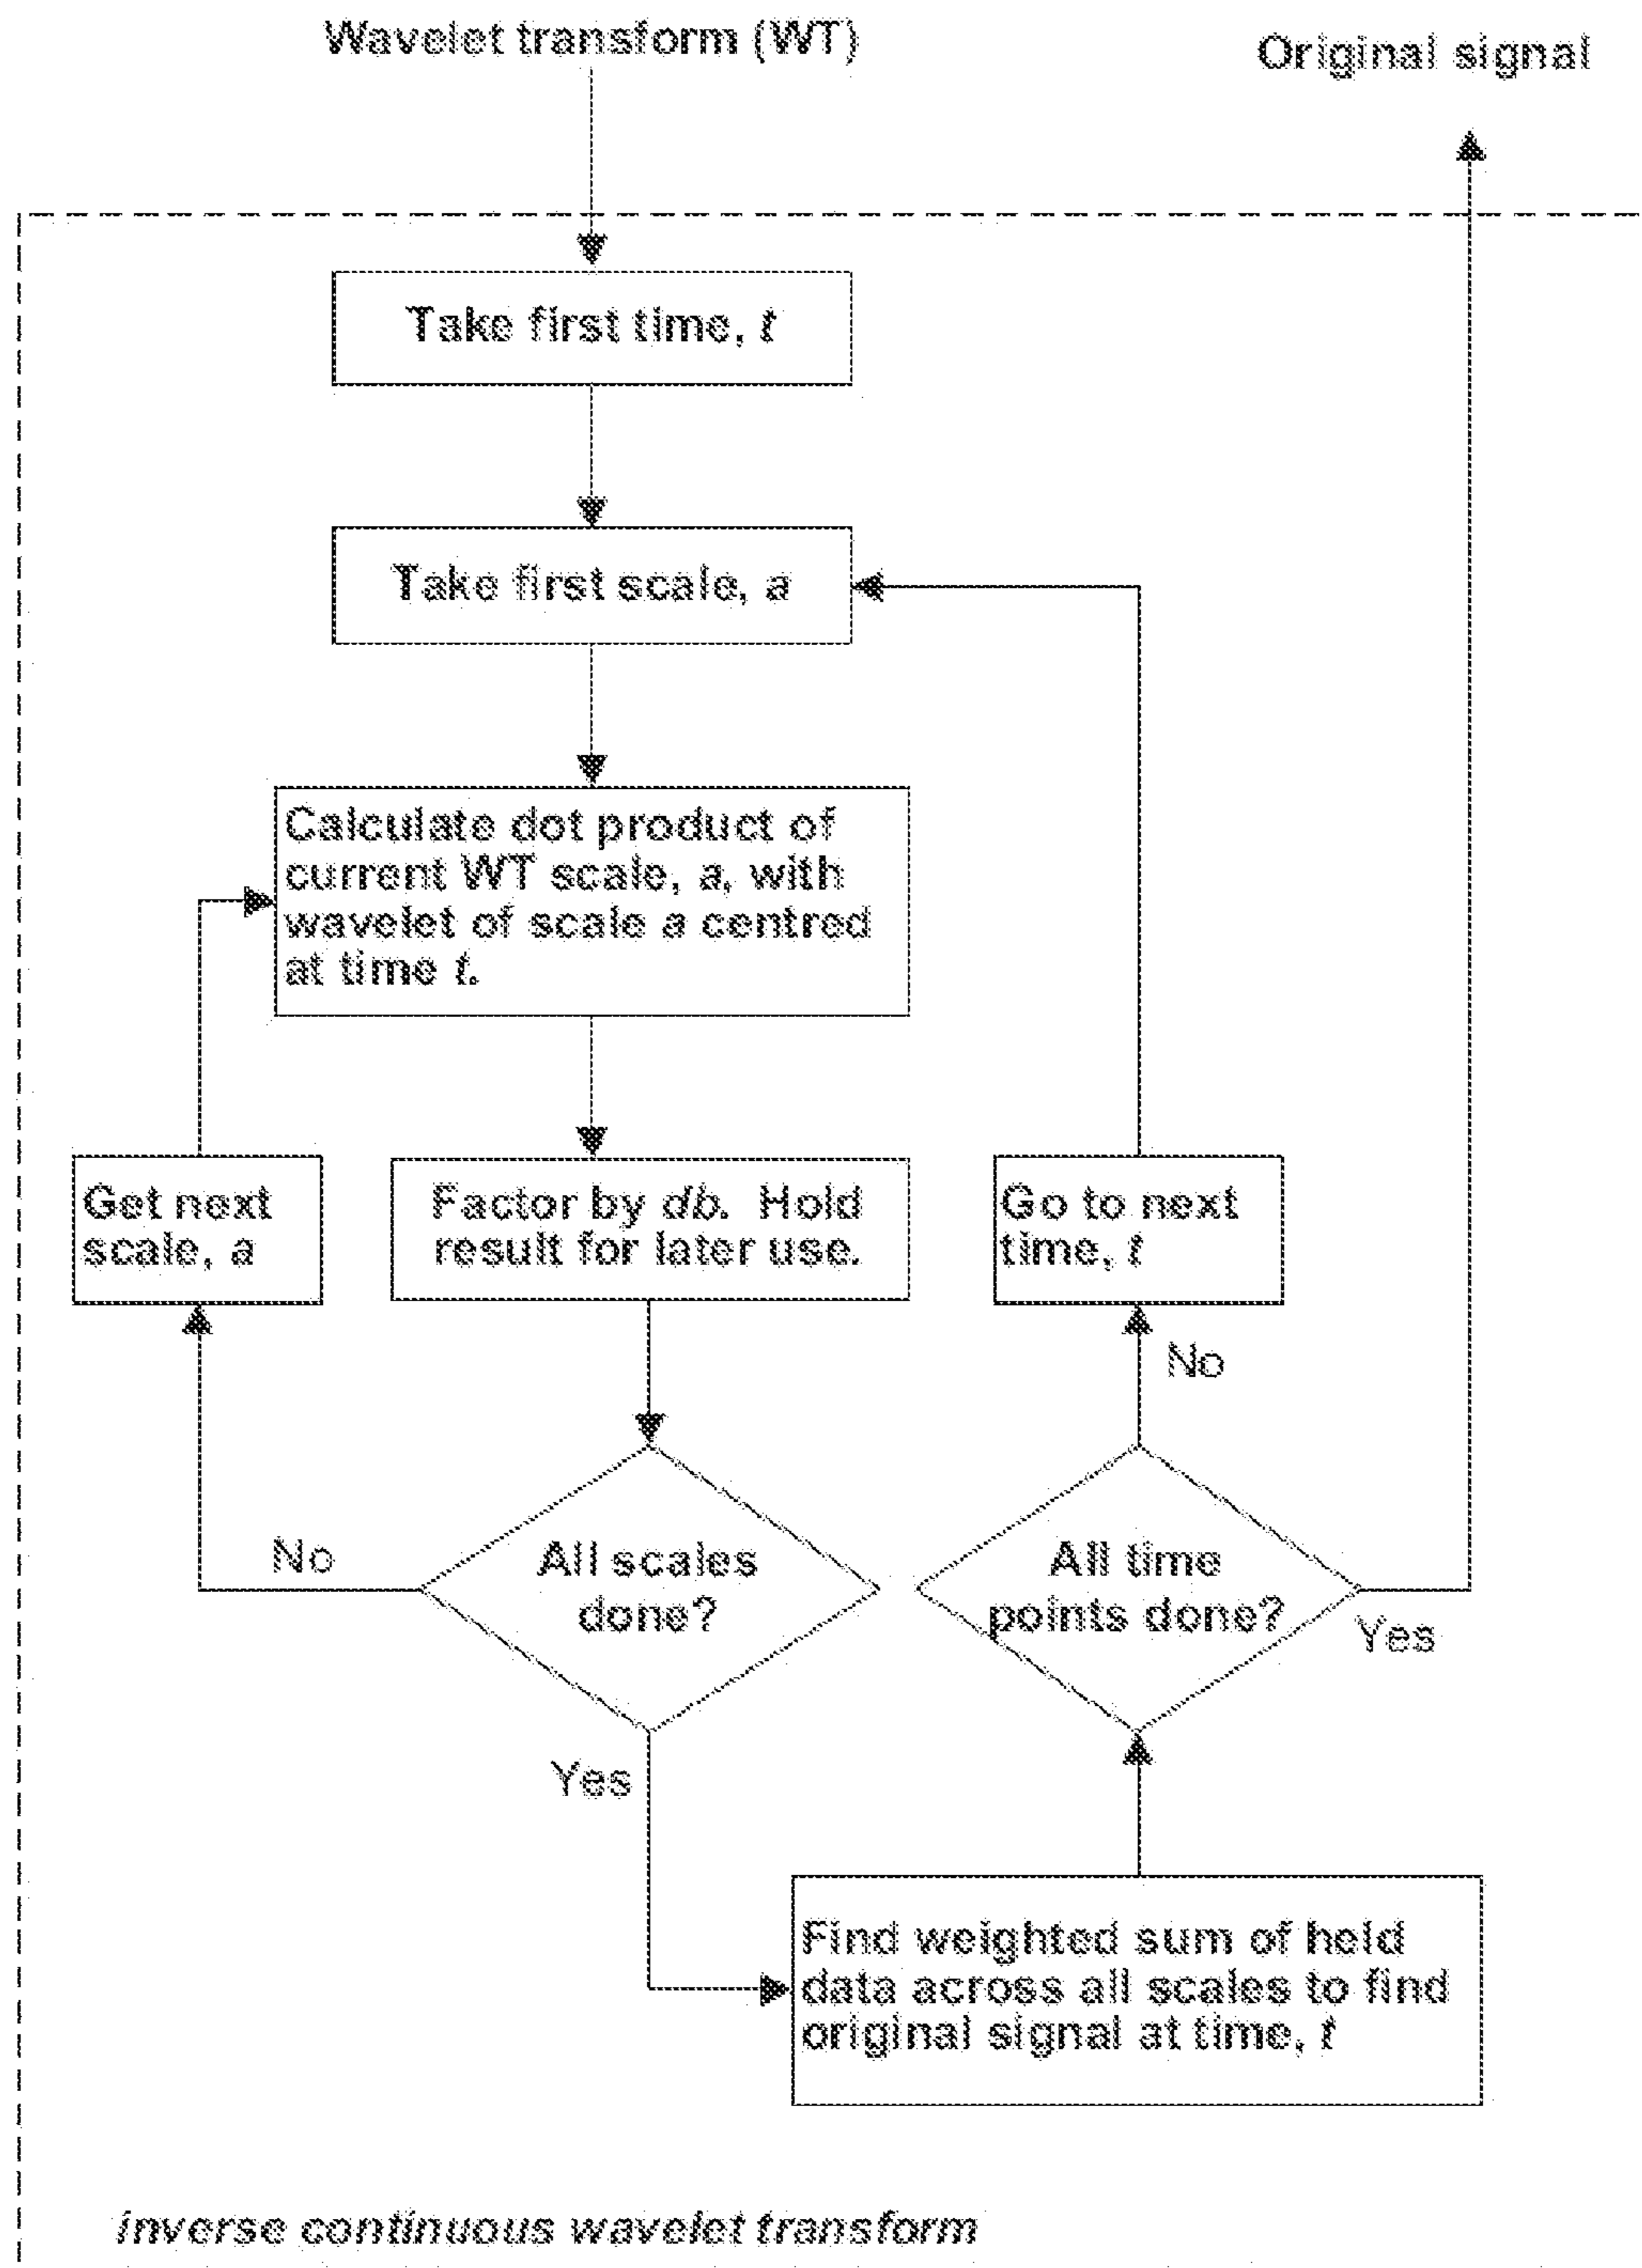 Wavelet transform (WT)
Original signal
Take first time, t
Take first scale, a
Calculate dot product of
current WT scale, a, with
wavelet of scale a centred
at time t.
Get next
scale, a
Factor by db. Hold
result for later use.
Go to next
time, t
No
No
All scales
done?
All time
points done?
Yes
Yes
Find weighted sum of held
data across all scales to find
original signal at time, t
inverse continuous wavelet transform